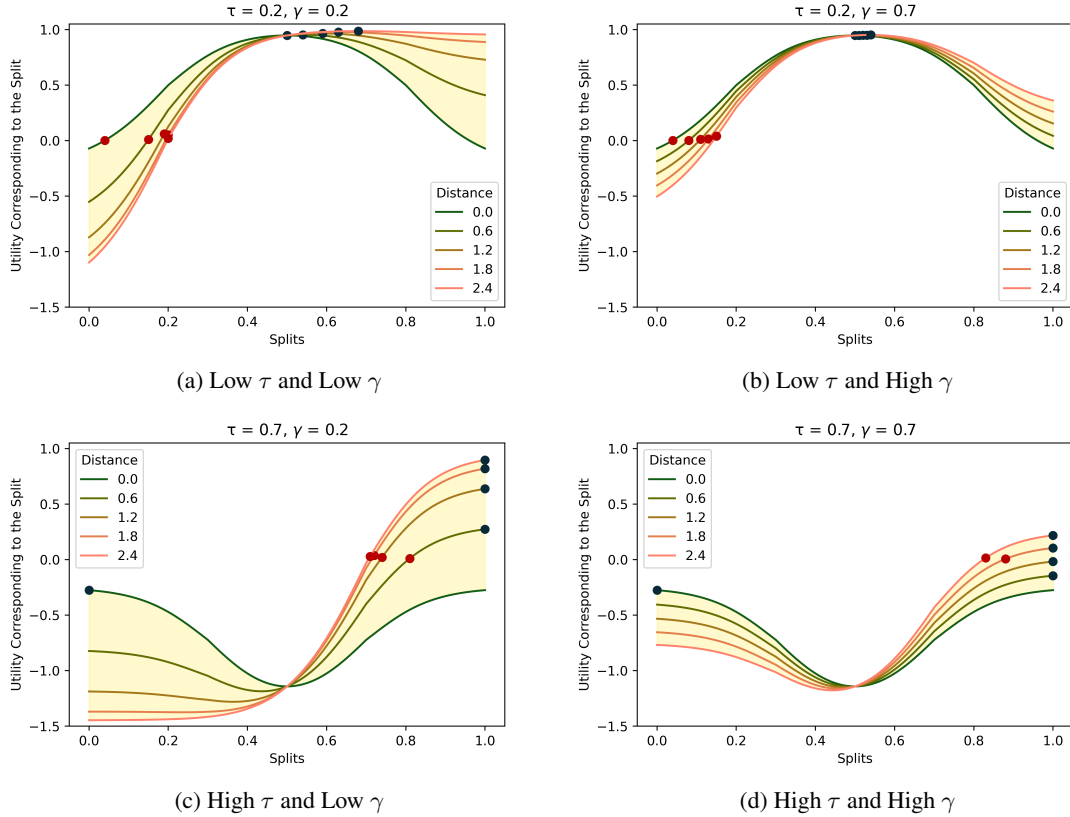 τ = 0.2, γ = 0.2
1.0
0.5
0.0
−0.5
−1.0
−1.5
Utility Corresponding to the Split
Distance
0.0
0.6
1.2
1.8
2.4
0.0 0.2 0.4 0.6 0.8 1.0
Splits
(a) Low τ and Low γ
τ = 0.2, γ = 0.7
1.0
0.5
0.0
−0.5
−1.0
−1.5
Utility Corresponding to the Split
Distance
0.0
0.6
1.2
1.8
2.4
0.0 0.2 0.4 0.6 0.8 1.0
Splits
(b) Low τ and High γ
τ = 0.7, γ = 0.2
1.0
0.5
0.0
−0.5
−1.0
−1.5
Utility Corresponding to the Split
Distance
0.0
0.6
1.2
1.8
2.4
0.0 0.2 0.4 0.6 0.8 1.0
Splits
(c) High τ and Low γ
τ = 0.7, γ = 0.7
1.0
0.5
0.0
−0.5
−1.0
−1.5
Utility Corresponding to the Split
Distance
0.0
0.6
1.2
1.8
2.4
0.0 0.2 0.4 0.6 0.8 1.0
Splits
(d) High τ and High γ